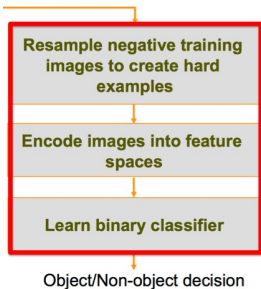 Resample negative training
images to create hard
examples
Encode images into feature
spaces
Learn binary classifier
Object/Non-object decision